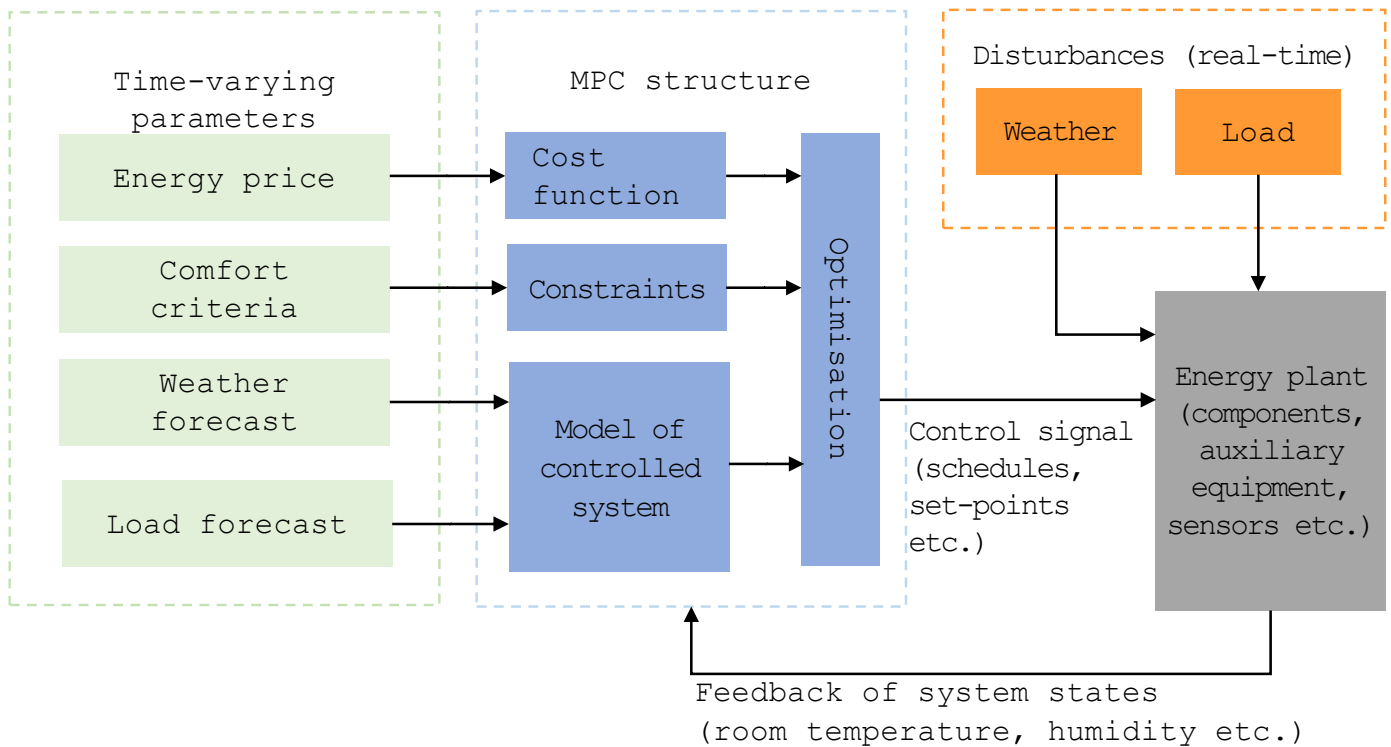 Time-varying
parameters
Energy price
Comfort
criteria
Weather
forecast
Load forecast
MPC structure
Cost
function
Constraints
Model of
controlled
system
Optimisation
Disturbances (real-time)
Weather
Load
Control signal
(schedules,
set-points
etc.)
Energy plant
(components,
auxiliary
equipment,
sensors etc.)
Feedback of system states
(room temperature, humidity etc.)